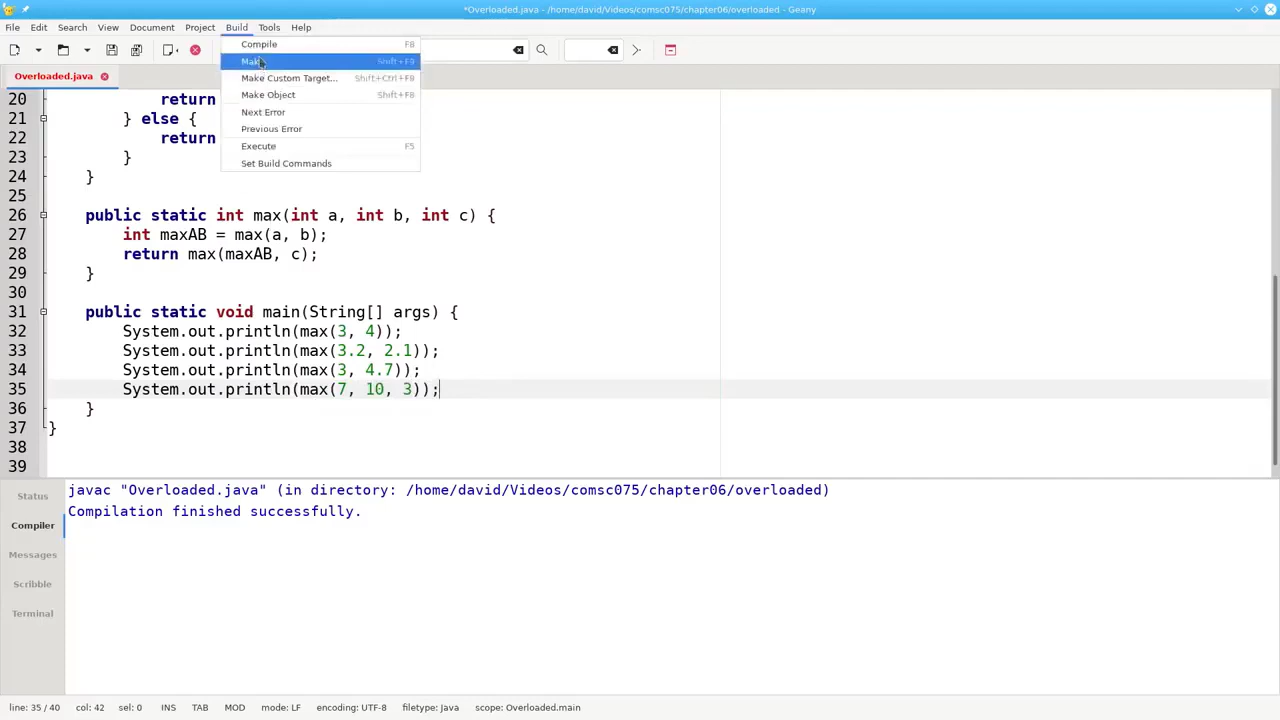 *Overloaded.java - /home/david/Videos/comsc075/chapter06/overloaded - Geany
File Edit Search View Document Project Build Tools Help
Compile F8
Make Shift+F9
Make Custom Target... Shift+Ctrl+F9
Make Object Shift+F8
Next Error
Previous Error
Execute F5
Set Build Commands
Overloaded.java
20 return
21 } else {
22 return
23 }
24 }
25
26 public static int max(int a, int b, int c) {
27 int maxAB = max(a, b);
28 return max(maxAB, c);
29 }
30
31 public static void main(String[] args) {
32 System.out.println(max(3, 4));
33 System.out.println(max(3.2, 2.1));
34 System.out.println(max(3, 4.7));
35 System.out.println(max(7, 10, 3));
36 }
37 }
38
39
Status
Compiler
Messages
Scribble
Terminal
javac "Overloaded.java" (in directory: /home/david/Videos/comsc075/chapter06/overloaded)
Compilation finished successfully.
line: 35 / 40 col: 42 sel: 0 INS TAB MOD mode: LF encoding: UTF-8 filetype: Java scope: Overloaded.main